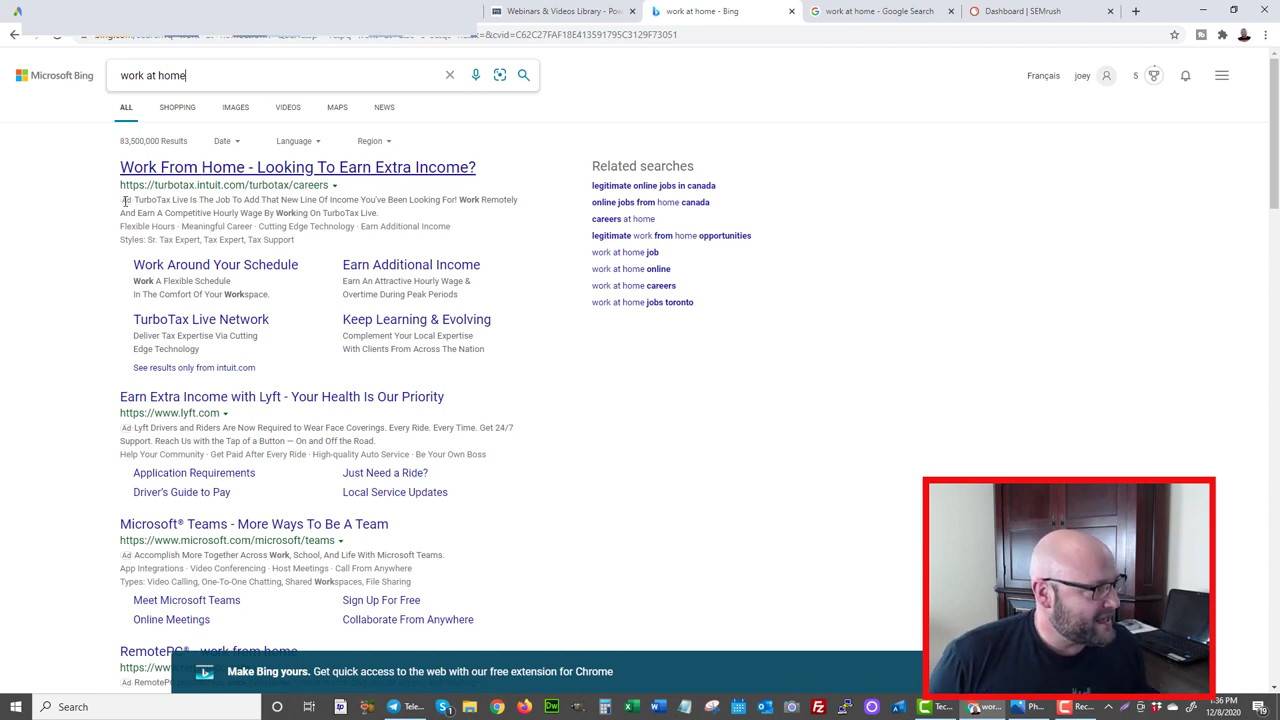 Videos | P
Google
Bing Ads
w
bing.com/search
&cvid=C62C27FAF18E413591795C3129F73051
Microsoft Bing
work at home
Français
joey
5
ALL
SHOPPING
IMAGES
VIDEOS
MAPS
NEWS
83,500,000 Results
Date
Language
Region
Work From Home - Looking To Earn Extra Income?
https://turbotax.intuit.com/turbotax/careers
Ad TurboTax Live Is The Job To Add That New Line Of Income You've Been Looking For! Work Remotely
And Earn A Competitive Hourly Wage By Working On TurboTax Live.
Flexible Hours · Meaningful Career · Cutting Edge Technology · Earn Additional Income
Styles: Sr. Tax Expert, Tax Expert, Tax Support
Work Around Your Schedule
Work A Flexible Schedule
In The Comfort Of Your Workspace.
Earn Additional Income
Earn An Attractive Hourly Wage &
Overtime During Peak Periods
TurboTax Live Network
Deliver Tax Expertise Via Cutting
Edge Technology
Keep Learning & Evolving
Complement Your Local Expertise
With Clients From Across The Nation
See results only from intuit.com
Earn Extra Income with Lyft - Your Health Is Our Priority
https://www.lyft.com
Ad Lyft Drivers and Riders Are Now Required to Wear Face Coverings. Every Ride. Every Time. Get 24/7
Support. Reach Us with the Tap of a Button — On and Off the Road.
Help Your Community · Get Paid After Every Ride · High-quality Auto Service · Be Your Own Boss
Application Requirements
Just Need a Ride?
Driver's Guide to Pay
Local Service Updates
Microsoft® Teams - More Ways To Be A Team
https://www.microsoft.com/microsoft/teams
Ad Accomplish More Together Across Work, School, And Life With Microsoft Teams.
App Integrations · Video Conferencing · Host Meetings · Call From Anywhere
Types: Video Calling, One-To-One Chatting, Shared Workspaces, File Sharing
Meet Microsoft Teams
Sign Up For Free
Online Meetings
Collaborate From Anywhere
RemotePC® - work from home
https://www.re
Ad RemotePC
Related searches
legitimate online jobs in canada
online jobs from home canada
careers at home
legitimate work from home opportunities
work at home job
work at home online
work at home careers
work at home jobs toronto
Make Bing yours. Get quick access to the web with our free extension for Chrome
Search
Tele...
Dw
wor...
:36 PM
12/8/2020